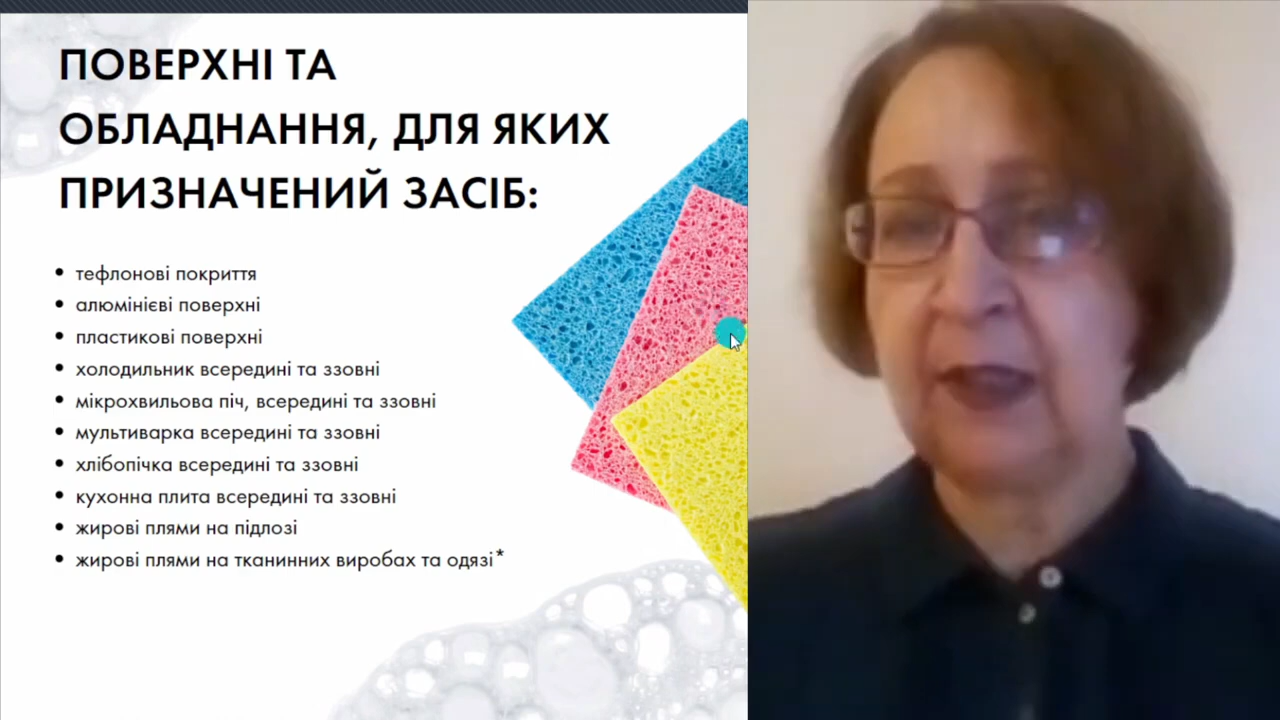 ПОВЕРХНІ ТА
ОБЛАДНАННЯ, ДЛЯ ЯКИХ
ПРИЗНАЧЕНИЙ ЗАСІБ:
• тефлонові покриття
• алюмінієві поверхні
• пластикові поверхні
• холодильник всередині та ззовні
• мікрохвильова піч, всередині та ззовні
• мультиварка всередині та ззовні
• хлібопічка всередині та ззовні
• кухонна плита всередині та ззовні
• жирові плями на підлозі
• жирові плями на тканинних виробах та одязі*